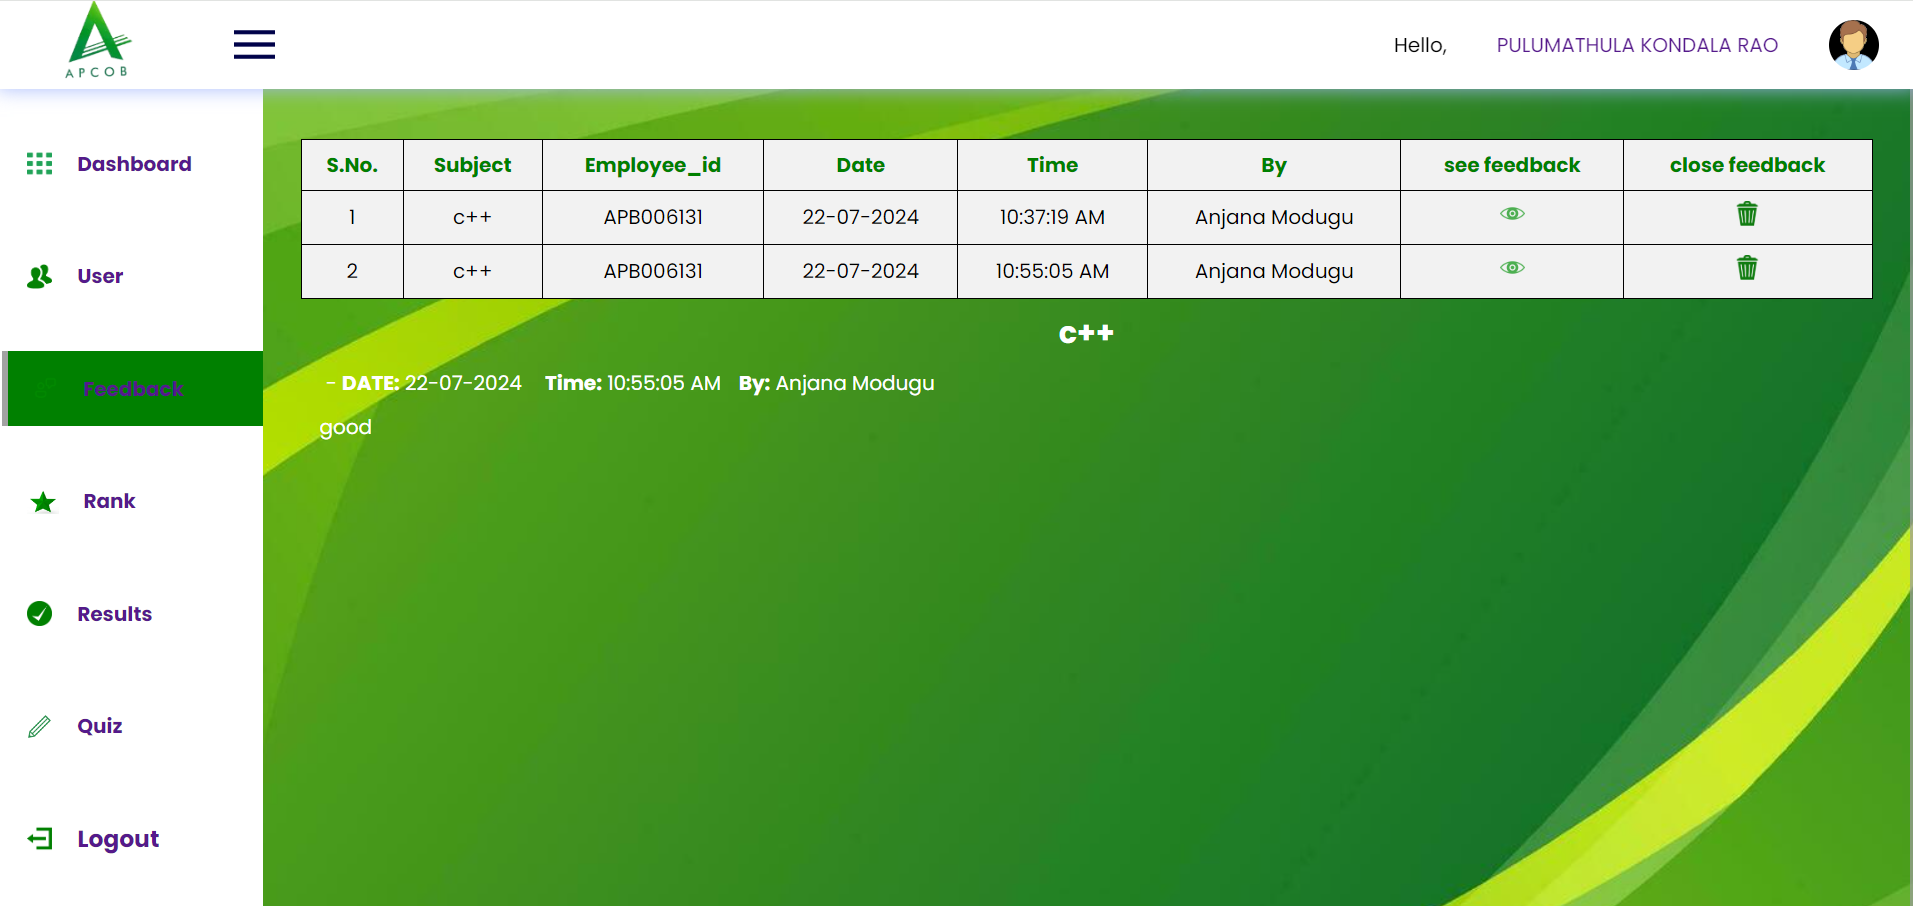 APCOB
Hello, PULUMATHULA KONDALA RAO
Dashboard
User
Feedback
Rank
Results
Quiz
Logout
S.No. Subject Employee_id Date Time By see feedback close feedback
1 c++ APB006131 22-07-2024 10:37:19 AM Anjana Modugu
2 c++ APB006131 22-07-2024 10:55:05 AM Anjana Modugu
c++
- DATE: 22-07-2024 Time: 10:55:05 AM By: Anjana Modugu
good